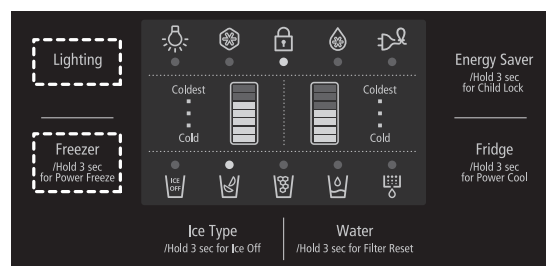 Lighting
Energy Saver
/Hold 3 sec
for Child Lock
Coldest
Cold
Coldest
Cold
Freezer
/Hold 3 sec
for Power Freeze
Fridge
/Hold 3 sec
for Power Cool
ICE
OFF
Ice Type
/Hold 3 sec for Ice Off
Water
/Hold 3 sec for Filter Reset